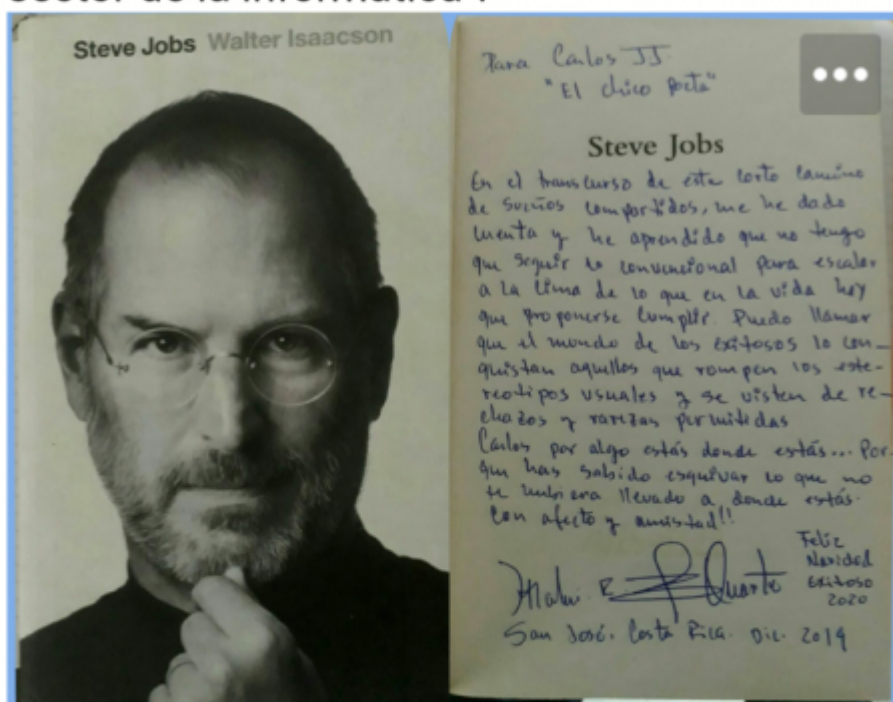 sector de la informática .
Steve Jobs Walter Isaacson
Para Carlos JJ.
"El chico poeta"
Steve Jobs
En el transcurso de este corto camino
de sueños compartidos, me he dado
cuenta y he aprendido que no tengo
que seguir lo convencional para escalar
a la cima de lo que en la vida hay
que proponerse cumplir. Puedo llamar
que el mundo de los exitosos lo con-
quistan aquellos que rompen los este-
reotipos usuales y se visten de re-
chazos y rarezas permitidas
Carlos por algo estás donde estás... Por-
que has sabido esquivar lo que no
te hubiera llevado a donde estás.
Con afecto y amistad!!
Feliz
Navidad
Exitoso
2020
San José. Costa Rica. Dic. 2019